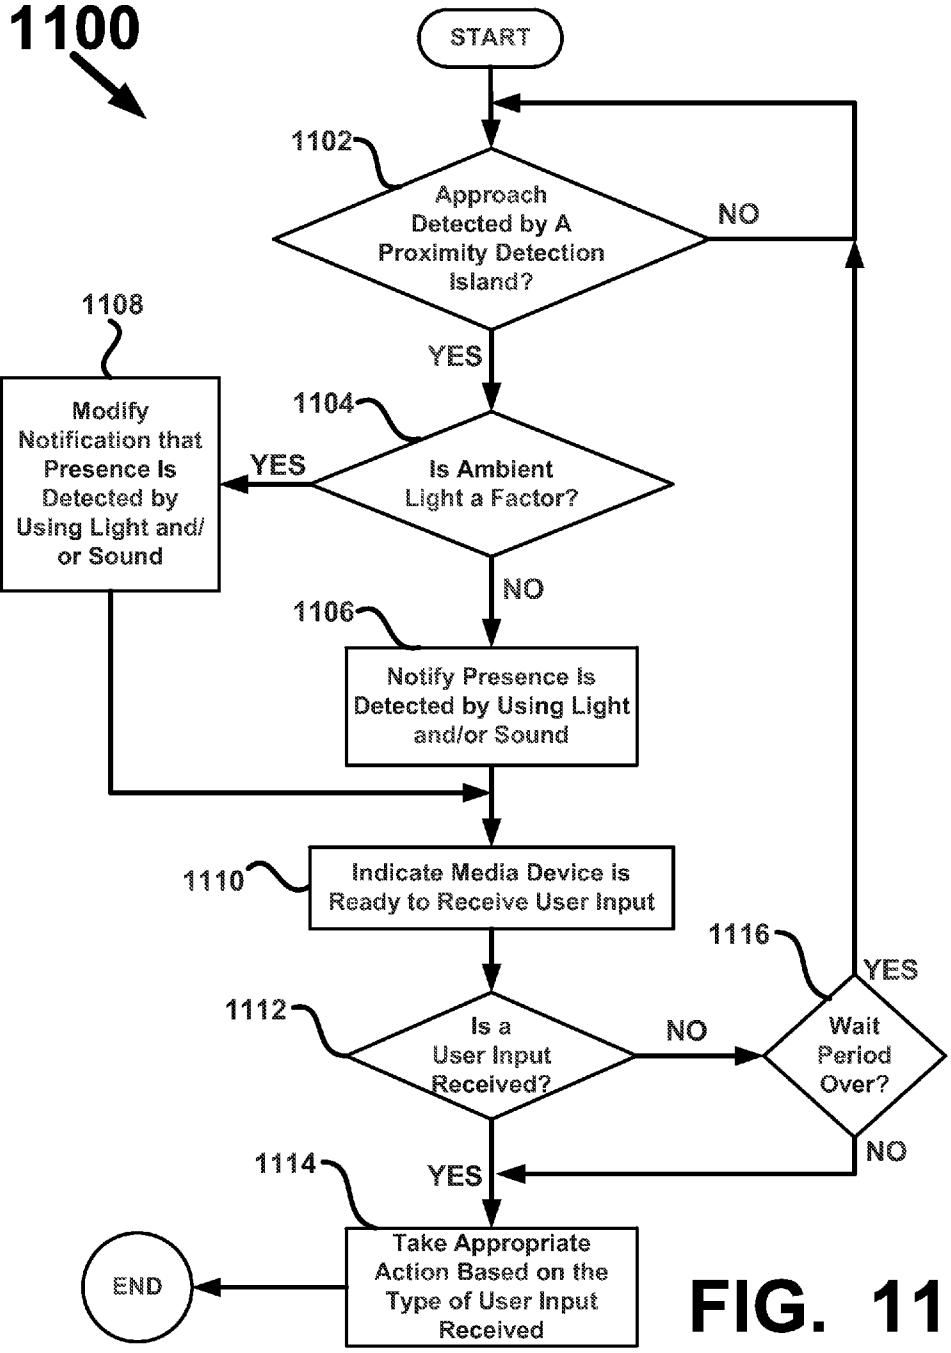 1100
START
1102
Approach
Detected by A
Proximity Detection
Island?
NO
YES
1108
Modify
Notification that
Presence Is
Detected by
Using Light and/
or Sound
1104
YES
Is Ambient
Light a Factor?
NO
1106
Notify Presence Is
Detected by Using Light
and/or Sound
1110
Indicate Media Device is
Ready to Receive User Input
1112
Is a
User Input
Received?
NO
1116
YES
Wait
Period
Over?
NO
YES
1114
Take Appropriate
Action Based on the
Type of User Input
Received
END
FIG. 11